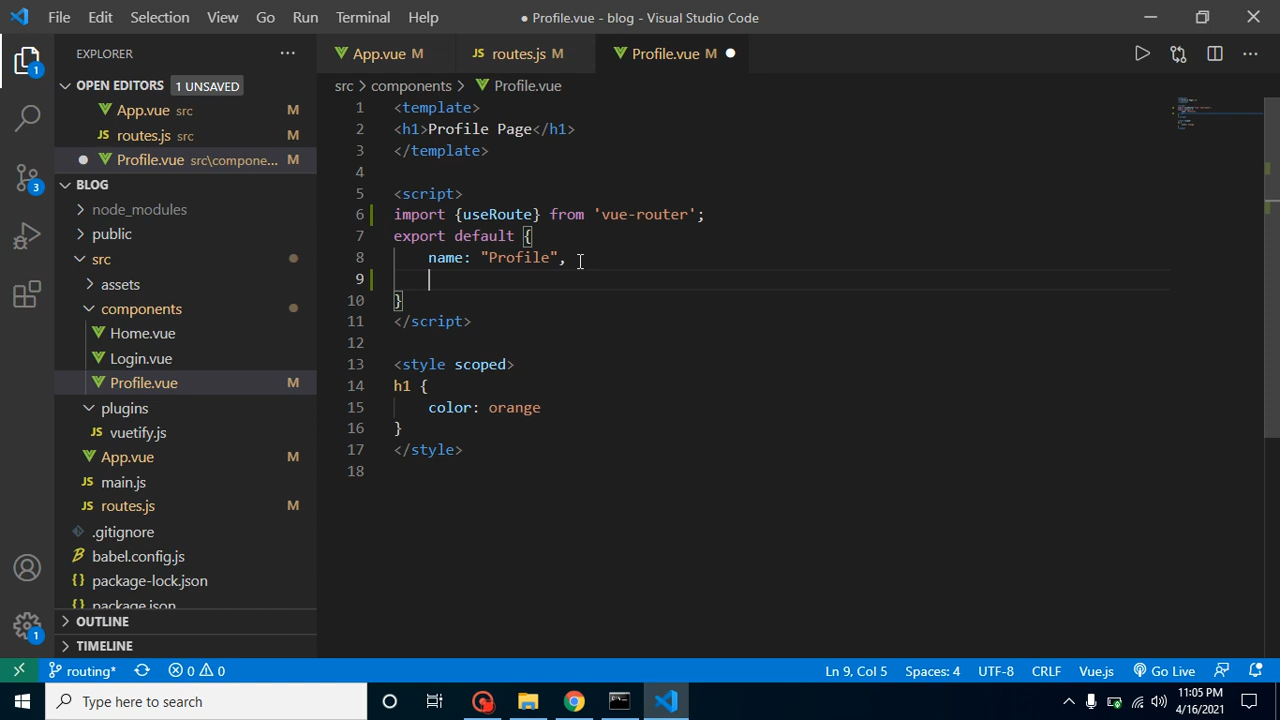 File Edit Selection View Go Run Terminal Help
● Profile.vue - blog - Visual Studio Code
EXPLORER
OPEN EDITORS 1 UNSAVED
App.vue src M
JS routes.js src M
● Profile.vue src\compone... M
BLOG
node_modules
public
src
assets
components
Home.vue
Login.vue
Profile.vue M
plugins
JS vuetify.js
App.vue M
JS main.js
JS routes.js M
.gitignore
babel.config.js
{} package-lock.json
{} package.json
OUTLINE
TIMELINE
1
3
1
App.vue M JS routes.js M Profile.vue M ●
src > components > Profile.vue
1 <template>
2 <h1>Profile Page</h1>
3 </template>
4
5 <script>
6 import {useRoute} from 'vue-router';
7 export default {
8 name: "Profile",
9
10 }
11 </script>
12
13 <style scoped>
14 h1 {
15 color: orange
16 }
17 </style>
18
routing* 0 0 Ln 9, Col 5 Spaces: 4 UTF-8 CRLF Vue.js Go Live
Type here to search
11:05 PM
4/16/2021